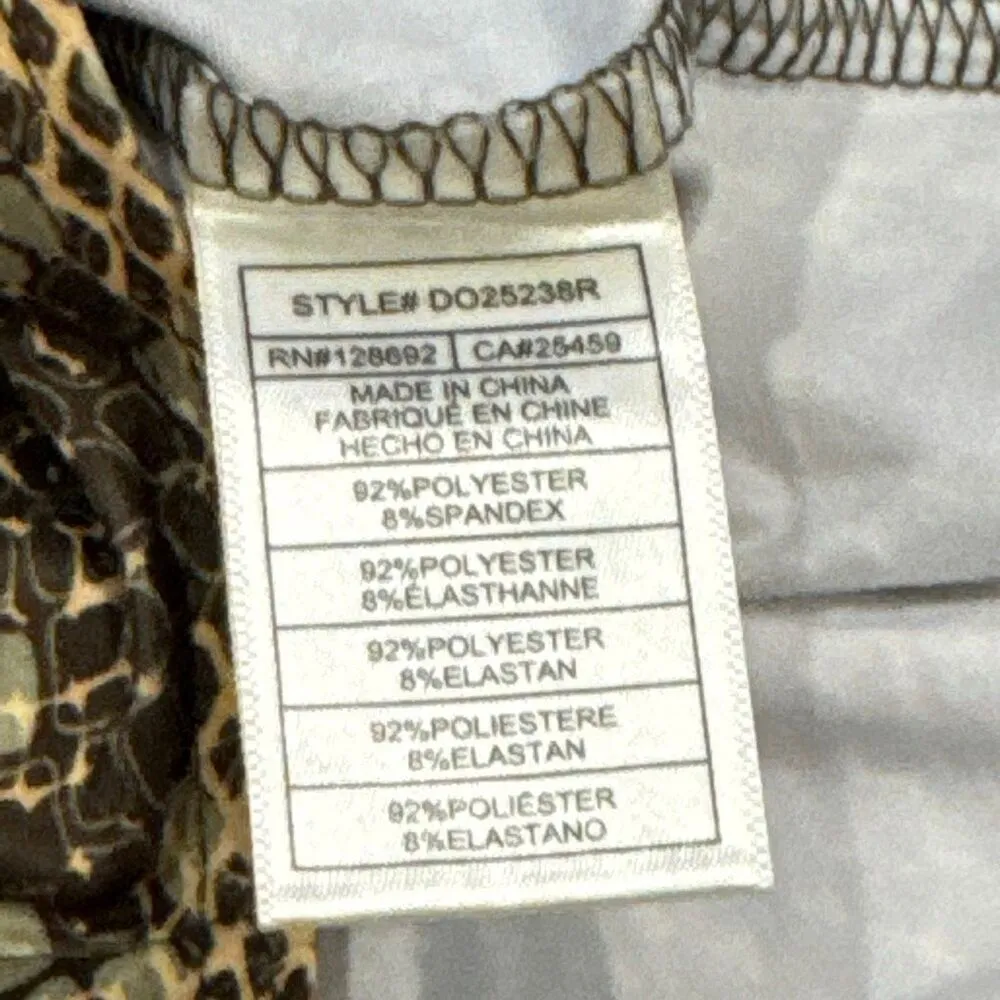 STYLE# DO25238R
RN#128692 CA#25459
MADE IN CHINA
FABRIQUÉ EN CHINE
HECHO EN CHINA
92%POLYESTER
8%SPANDEX
92%POLYESTER
8%ÉLASTHANNE
92%POLYESTER
8%ELASTAN
92%POLIESTERE
8%ELASTAN
92%POLIÉSTER
8%ELASTANO